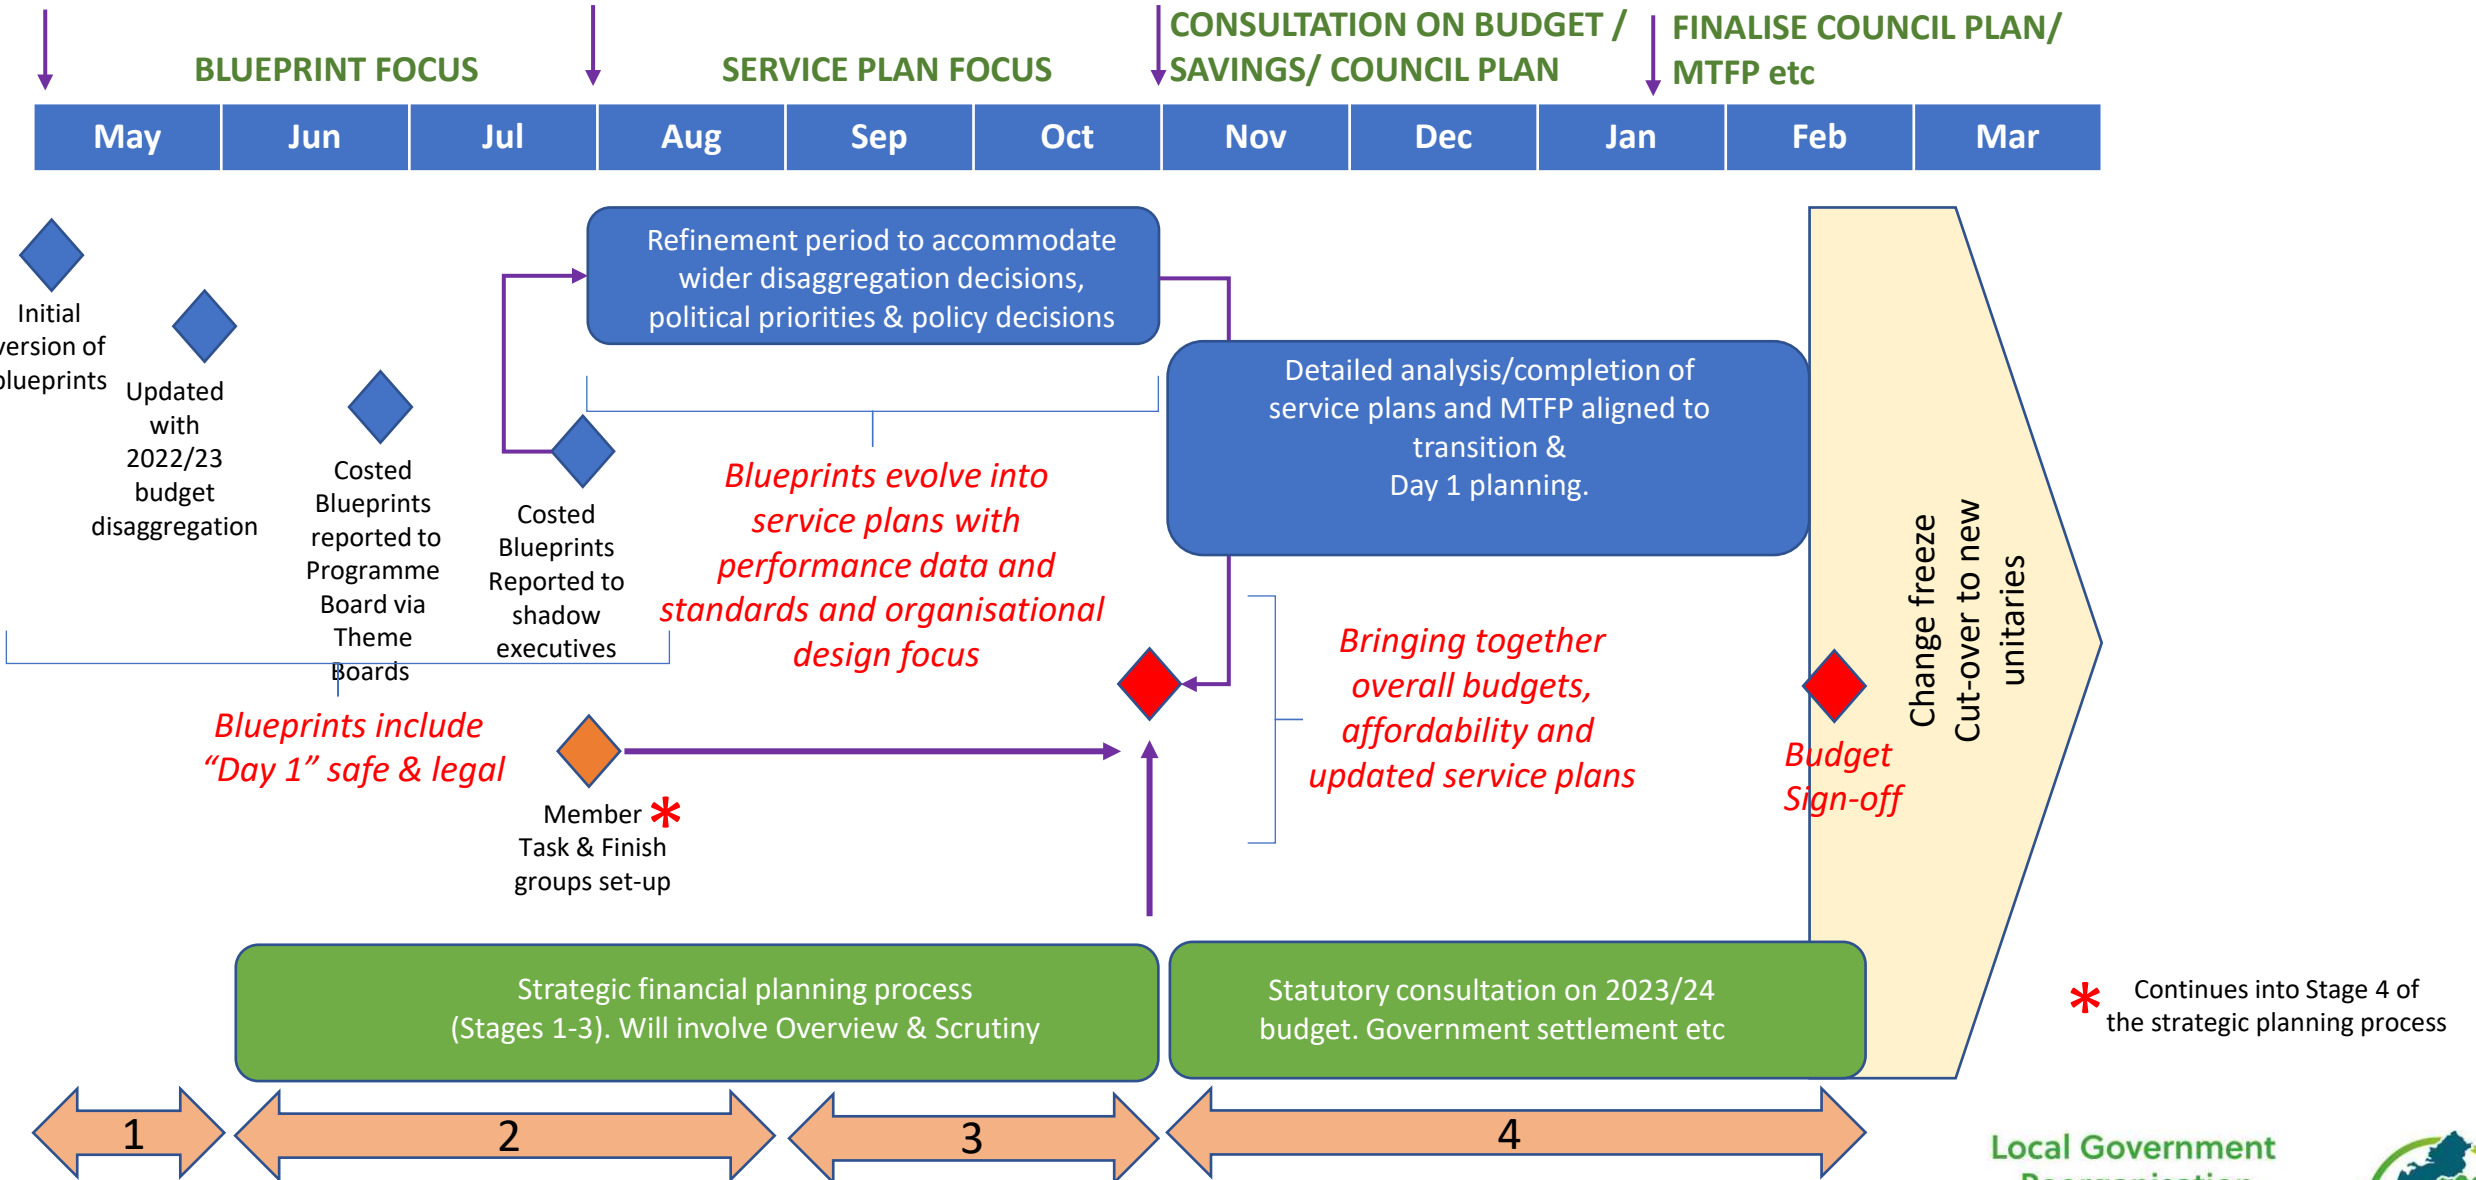 BLUEPRINT FOCUS
SERVICE PLAN FOCUS
CONSULTATION ON BUDGET /
SAVINGS/ COUNCIL PLAN
FINALISE COUNCIL PLAN/
MTFP etc
May
Jun
Jul
Aug
Sep
Oct
Nov
Dec
Jan
Feb
Mar
Initial
version of
blueprints
Updated
with
2022/23
budget
disaggregation
Costed
Blueprints
reported to
Programme
Board via
Theme
Boards
Costed
Blueprints
Reported to
shadow
executives
Refinement period to accommodate
wider disaggregation decisions,
political priorities & policy decisions
Detailed analysis/completion of
service plans and MTFP aligned to
transition &
Day 1 planning.
Blueprints evolve into
service plans with
performance data and
standards and organisational
design focus
Blueprints include
“Day 1” safe & legal
Member *
Task & Finish
groups set-up
Bringing together
overall budgets,
affordability and
updated service plans
Budget
Sign-off
Change freeze
Cut-over to new
unitaries
Strategic financial planning process
(Stages 1-3). Will involve Overview & Scrutiny
Statutory consultation on 2023/24
budget. Government settlement etc
* Continues into Stage 4 of
the strategic planning process
1
2
3
4
Local Government
Reorganisation